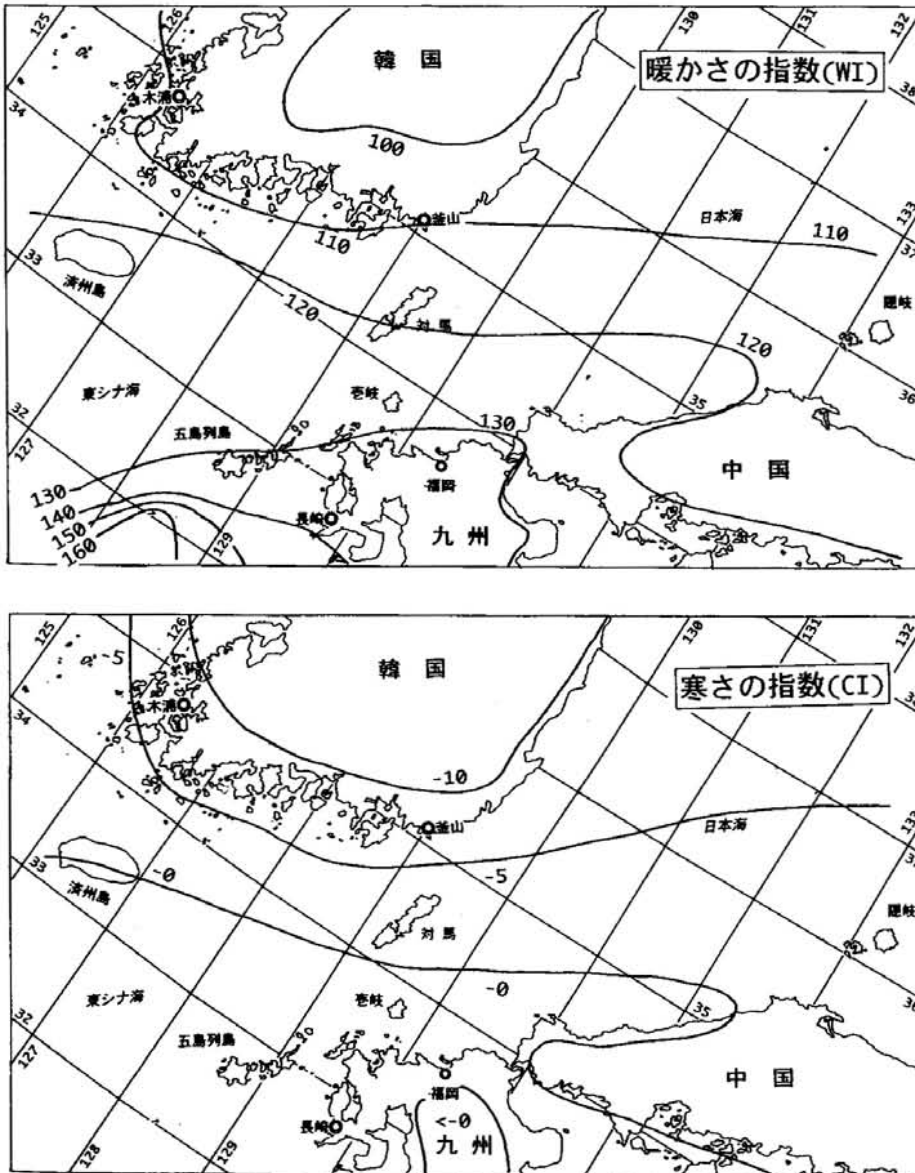 125
126
130
131
132
韓国
暖かさの指数(WI)
木浦
34
38
100
133
釜山
日本海
110
110
37
33
済州島
隠岐
120
対馬
120
東シナ海
壱岐
36
35
32
五島列島
130
127
中国
福岡
130
140
長崎
九州
150
160
129
125
126
130
131
132
-5
韓国
寒さの指数(CI)
木浦
34
-10
釜山
日本海
133
33
-0
-5
済州島
対馬
隠岐
-0
東シナ海
壱岐
35
36
32
五島列島
127
福岡
中国
<-0
長崎
九州
128
129